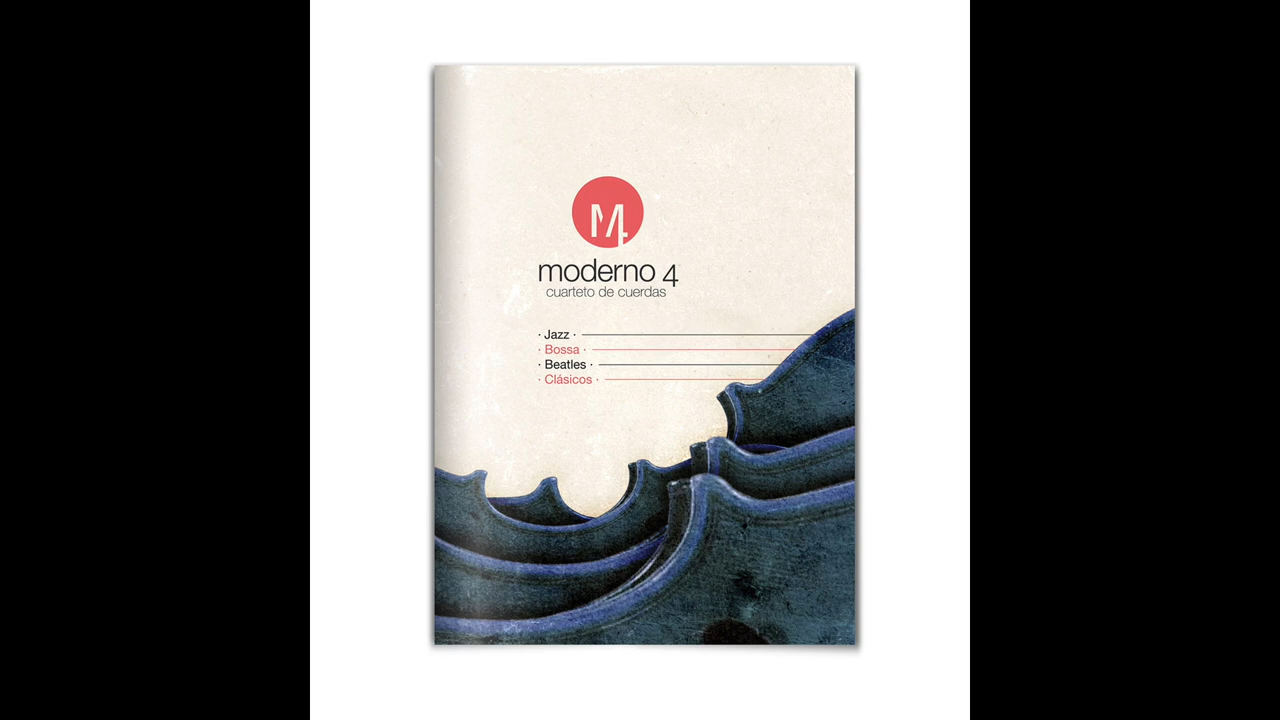 M4
moderno 4
cuarteto de cuerdas
· Jazz ·
· Bossa ·
· Beatles ·
· Clásicos ·